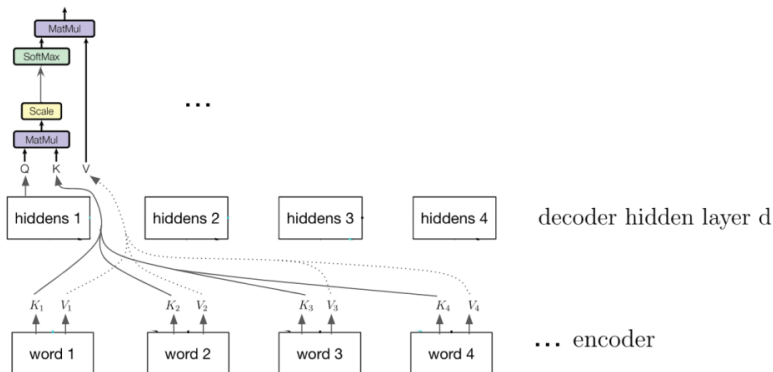 MatMul
SoftMax
...
Scale
MatMul
Q K V
hiddens 1 hiddens 2 hiddens 3 hiddens 4 decoder hidden layer d
K₁ V₁ K₂ V₂ K₃ V₃ K₄ V₄
word 1 word 2 word 3 word 4 ... encoder